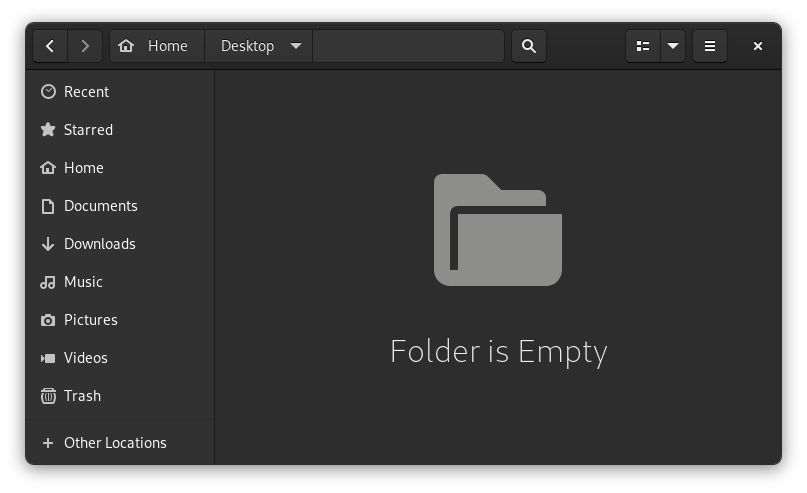 Home Desktop
Recent
Starred
Home
Documents
Downloads
Music
Pictures
Videos
Trash
Other Locations
Folder is Empty